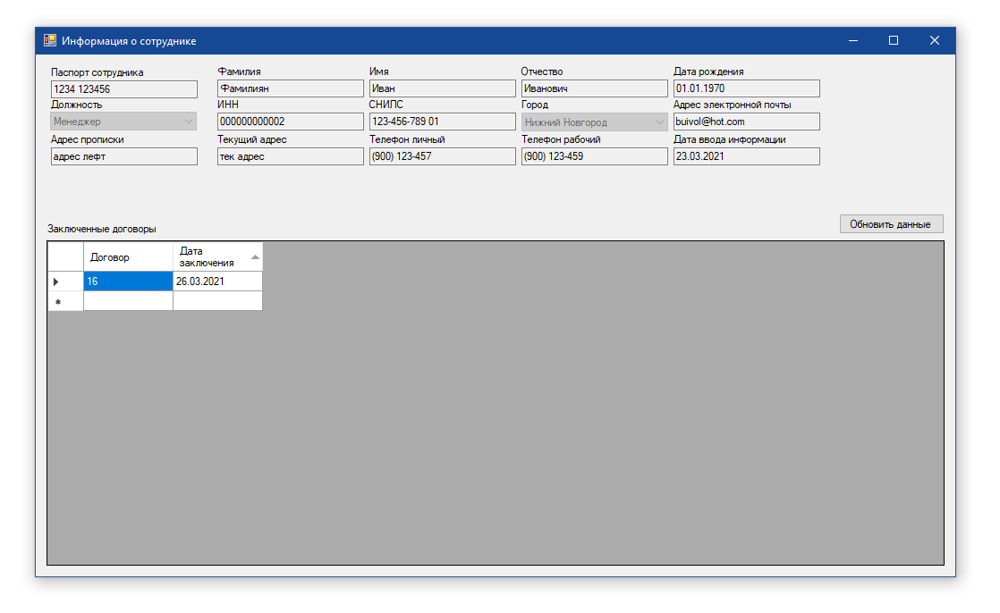 Информация о сотруднике
Паспорт сотрудника Фамилия Имя Отчество Дата рождения
1234 123456 Фамилиян Иван Иванович 01.01.1970
Должность ИНН СНИЛС Город Адрес электронной почты
Менеджер 000000000002 123-456-789 01 Нижний Новгород buivol@hot.com
Адрес прописки Текущий адрес Телефон личный Телефон рабочий Дата ввода информации
адрес лефт тек адрес (900) 123-457 (900) 123-459 23.03.2021
Обновить данные
Заключенные договоры
Договор Дата
заключения
16 26.03.2021